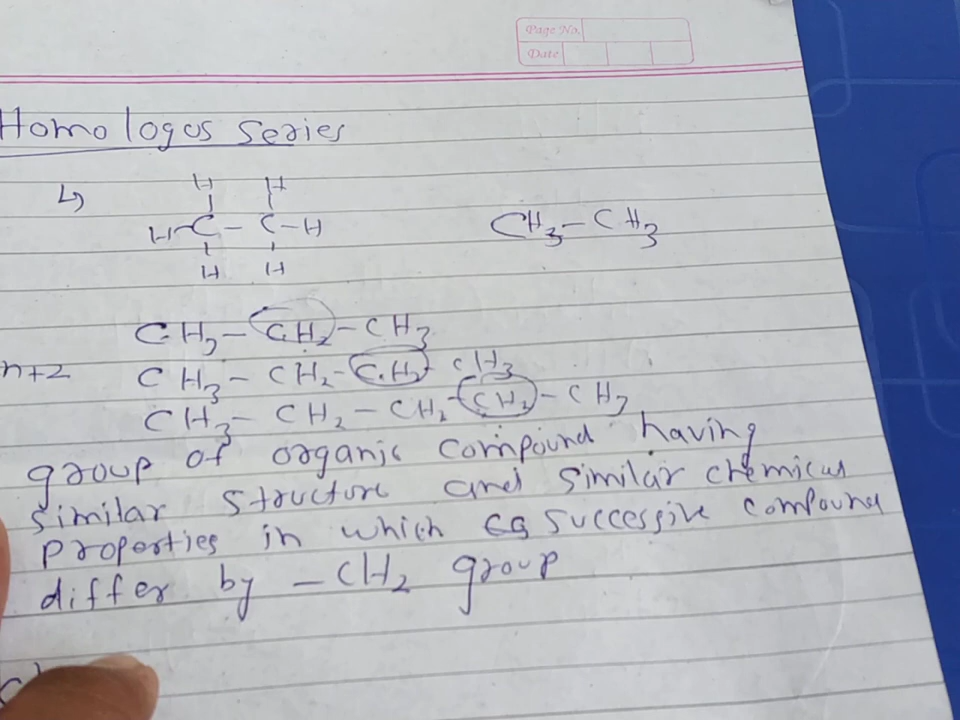 Page No.
Date
Homologus series
↳ H H
H-C-C-H CH3-CH3
H H
CH3-CH2-CH3
n+2 CH3-CH2-CH2-CH3
CH3-CH2-CH2-CH2-CH3
group of organic compound having
similar structure and similar chemical
properties in which successive compound
differ by -CH2 group